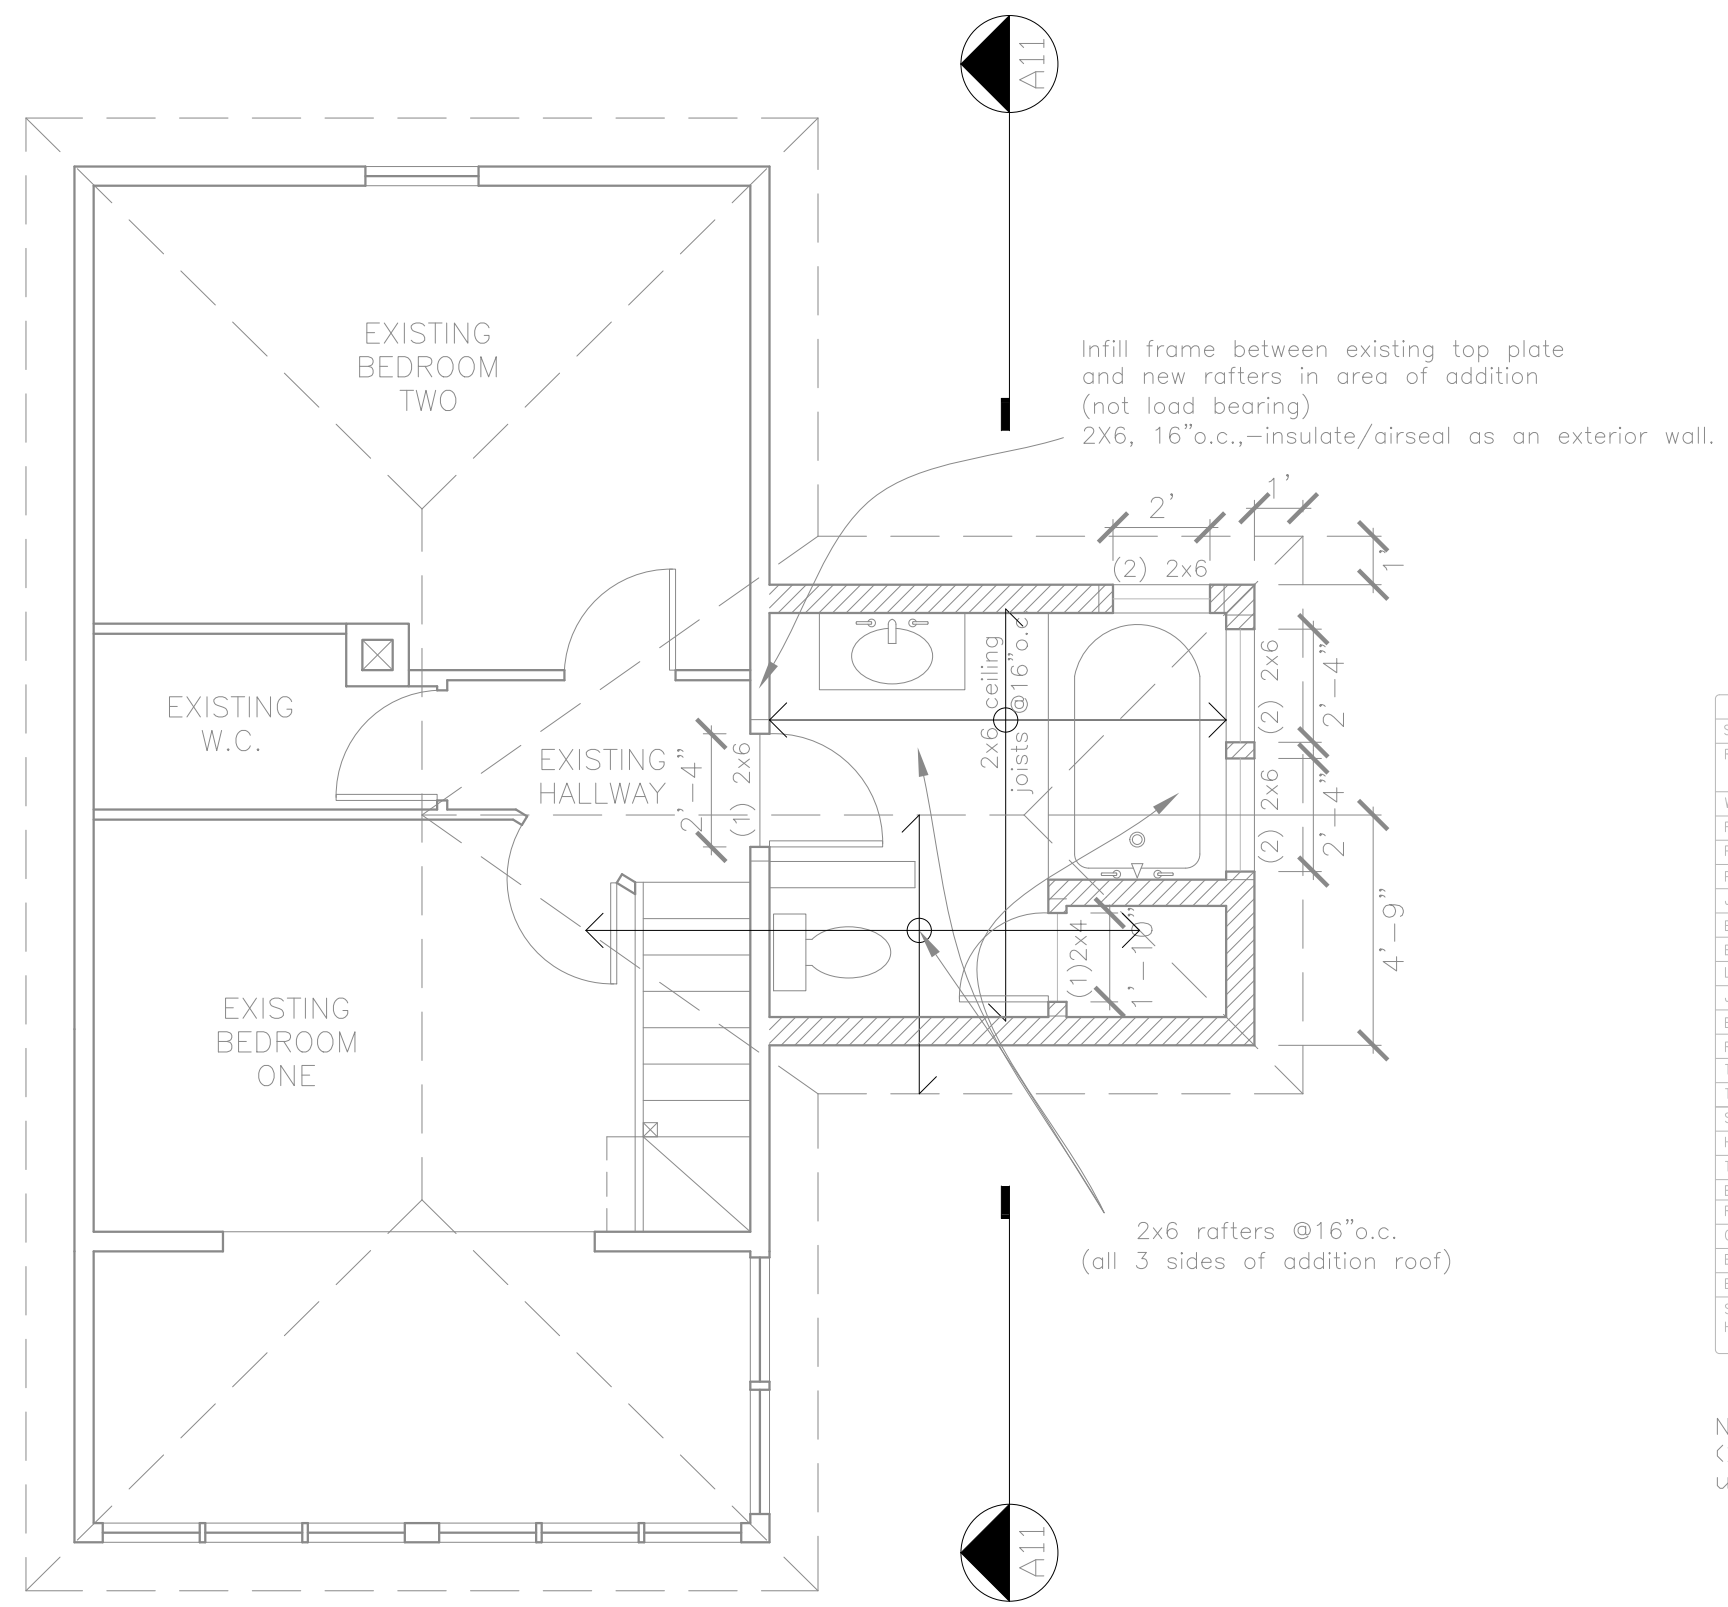 A11
Infill frame between existing top plate
and new rafters in area of addition
(not load bearing)
2X6, 16"o.c.,-insulate/airseal as an exterior wall.
EXISTING
BEDROOM
TWO
1'
2'
1'
(2) 2x6
2x6 ceiling
joists @16"o.c
(2) 2x6
2'-4"
EXISTING
W.C.
EXISTING
HALLWAY
2'-4"
(1) 2x6
(2) 2x6
2'-4"
4'-9"
(1)2x4
EXISTING
BEDROOM
ONE
2x6 rafters @16"o.c.
(all 3 sides of addition roof)
A11